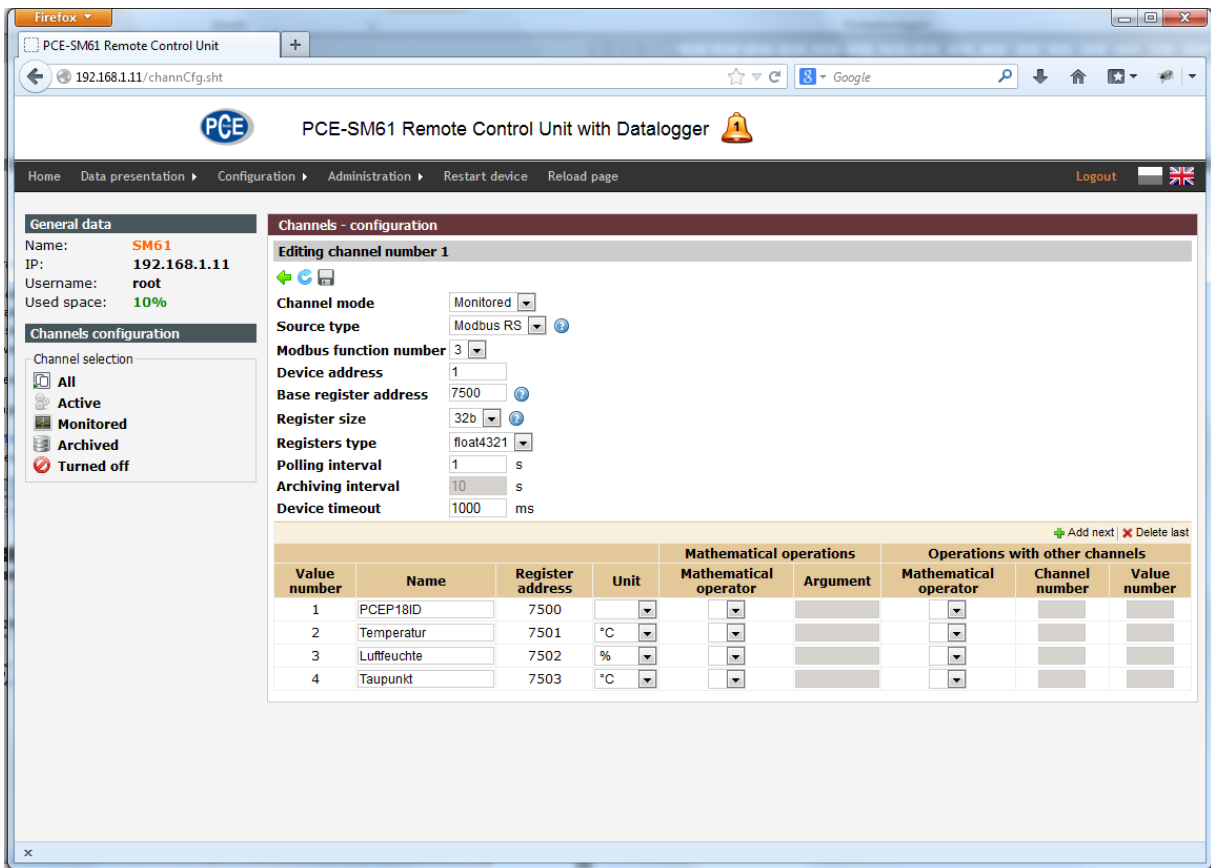 Firefox
PCE-SM61 Remote Control Unit
192.168.1.11/channCfg.sht
Google
PCE
PCE-SM61 Remote Control Unit with Datalogger
1
Home Data presentation Configuration Administration Restart device Reload page Logout
General data
Name: SM61
IP: 192.168.1.11
Username: root
Used space: 10%
Channels configuration
Channel selection
All
Active
Monitored
Archived
Turned off
Channels - configuration
Editing channel number 1
Channel mode Monitored
Source type Modbus RS ?
Modbus function number 3
Device address 1
Base register address 7500 ?
Register size 32b ?
Registers type float4321
Polling interval 1 s
Archiving interval 10 s
Device timeout 1000 ms
Add next Delete last
Mathematical operations Operations with other channels
Value number Name Register address Unit Mathematical operator Argument Mathematical operator Channel number Value number
1 PCEP18ID 7500
2 Temperatur 7501 °C
3 Luftfeuchte 7502 %
4 Taupunkt 7503 °C
x